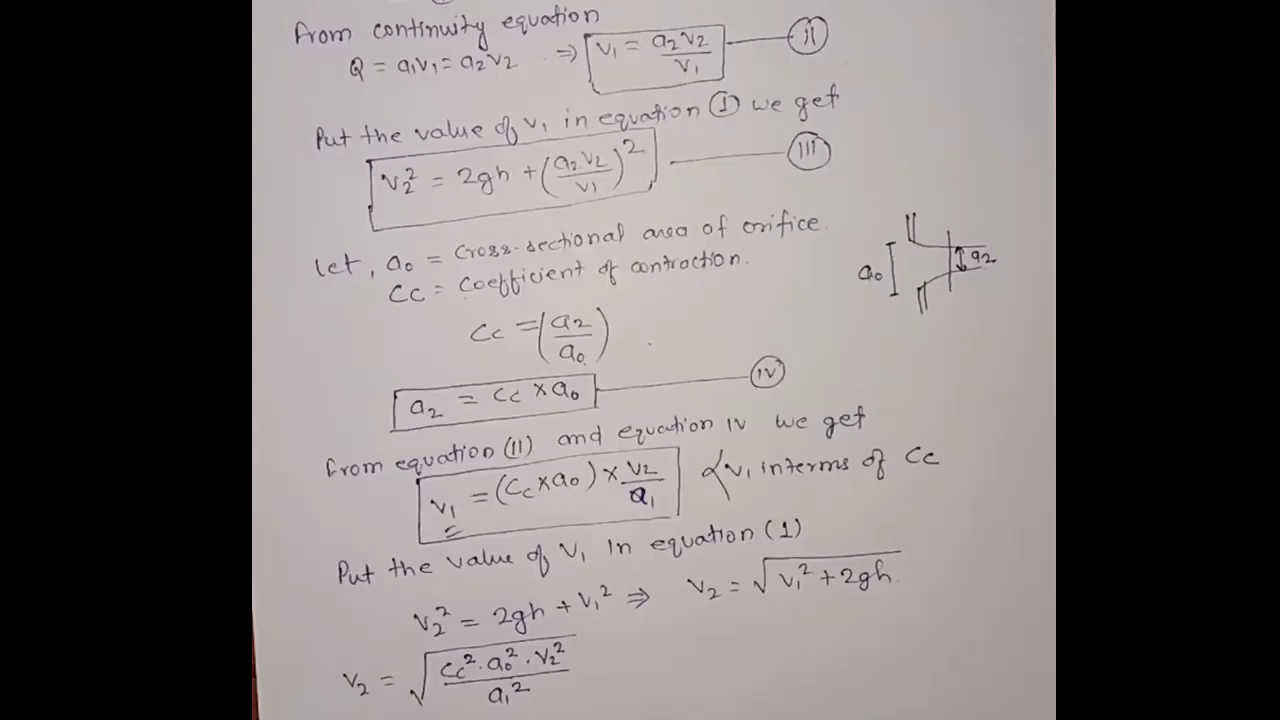 from continuity equation
Q = a₁v₁ = a₂v₂ ⇒ v₁ = a₂v₂/v₁ — (II)
Put the value of v₁ in equation (1) we get
v₂² = 2gh + (a₂v₂/v₁)² — (III)
Let, a₀ = cross-sectional area of orifice.
Cc = coefficient of contraction.
a₀ a₂
Cc = (a₂/a₀)
a₂ = Cc × a₀ — (IV)
from equation (II) and equation IV we get
v₁ = (Cc × a₀) × v₂/a₁ < v₁ interms of Cc
Put the value of v₁ in equation (1)
v₂² = 2gh + v₁² ⇒ v₂ = √(v₁² + 2gh)
v₂ = √(Cc² · a₀² · v₂²/a₁²)